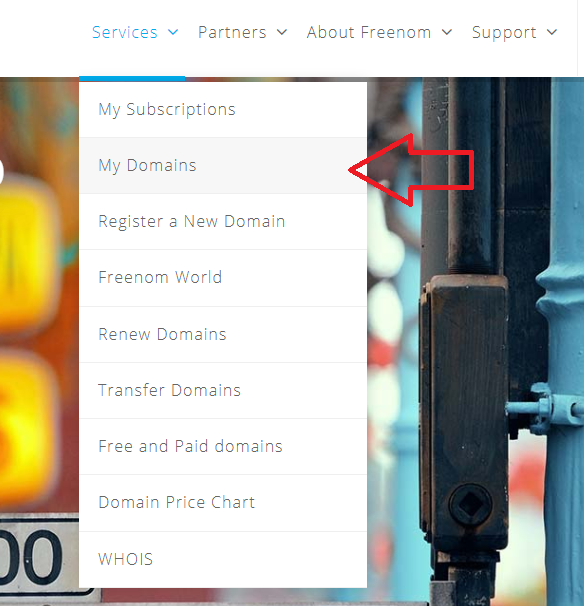 Services Partners About Freenom Support
My Subscriptions
My Domains
Register a New Domain
Freenom World
Renew Domains
Transfer Domains
Free and Paid domains
Domain Price Chart
WHOIS
00